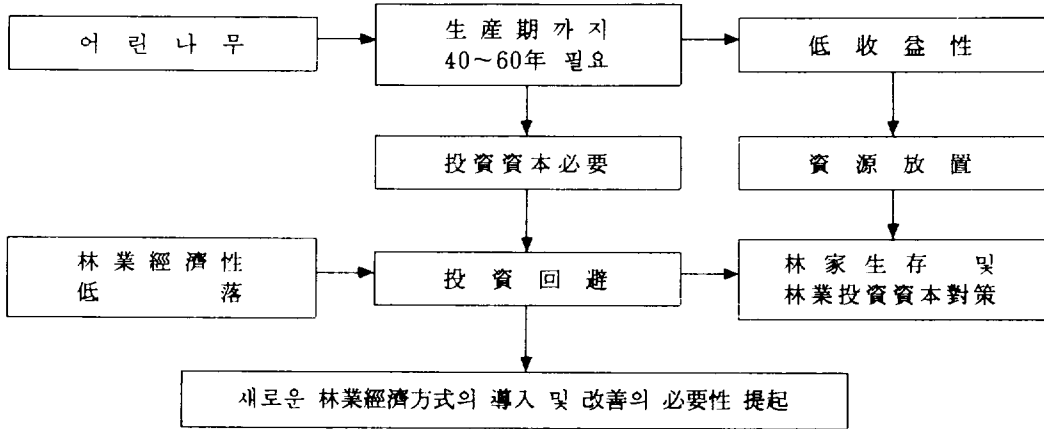 어린나무
生産期까지
40~60年 필요
低收益性
投資資本必要
資源放置
林業經濟性
低落
投資回避
林家生存 및
林業投資資本對策
새로운 林業經濟方式의 導入 및 改善의 必要性 提起